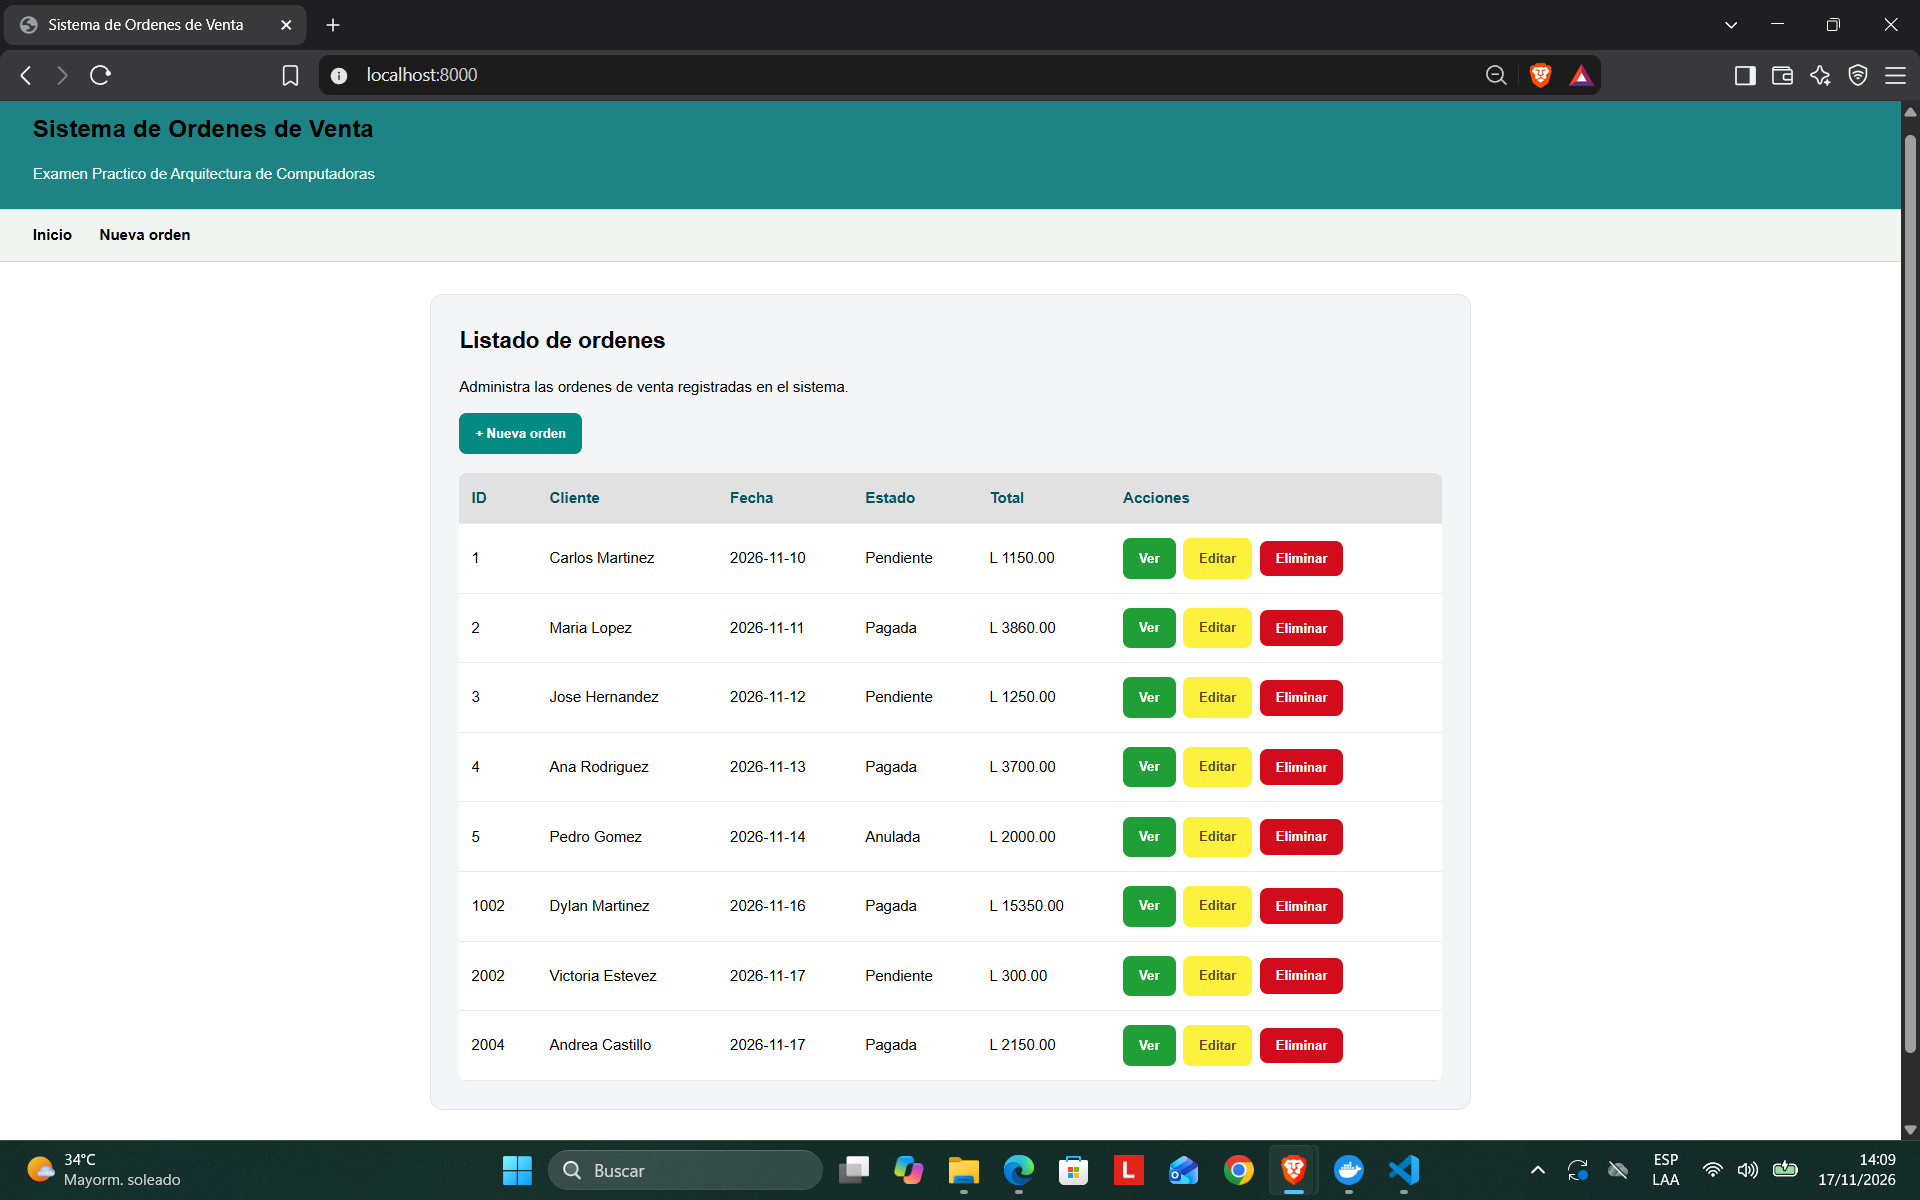 Sistema de Ordenes de Venta
localhost:8000
Sistema de Ordenes de Venta
Examen Practico de Arquitectura de Computadoras
Inicio Nueva orden
Listado de ordenes
Administra las ordenes de venta registradas en el sistema.
+ Nueva orden
ID Cliente Fecha Estado Total Acciones
1 Carlos Martinez 2026-11-10 Pendiente L 1150.00 Ver Editar Eliminar
2 Maria Lopez 2026-11-11 Pagada L 3860.00 Ver Editar Eliminar
3 Jose Hernandez 2026-11-12 Pendiente L 1250.00 Ver Editar Eliminar
4 Ana Rodriguez 2026-11-13 Pagada L 3700.00 Ver Editar Eliminar
5 Pedro Gomez 2026-11-14 Anulada L 2000.00 Ver Editar Eliminar
1002 Dylan Martinez 2026-11-16 Pagada L 15350.00 Ver Editar Eliminar
2002 Victoria Estevez 2026-11-17 Pendiente L 300.00 Ver Editar Eliminar
2004 Andrea Castillo 2026-11-17 Pagada L 2150.00 Ver Editar Eliminar
34°C
Mayorm. soleado
Buscar
L
ESP
LAA
14:09
17/11/2026